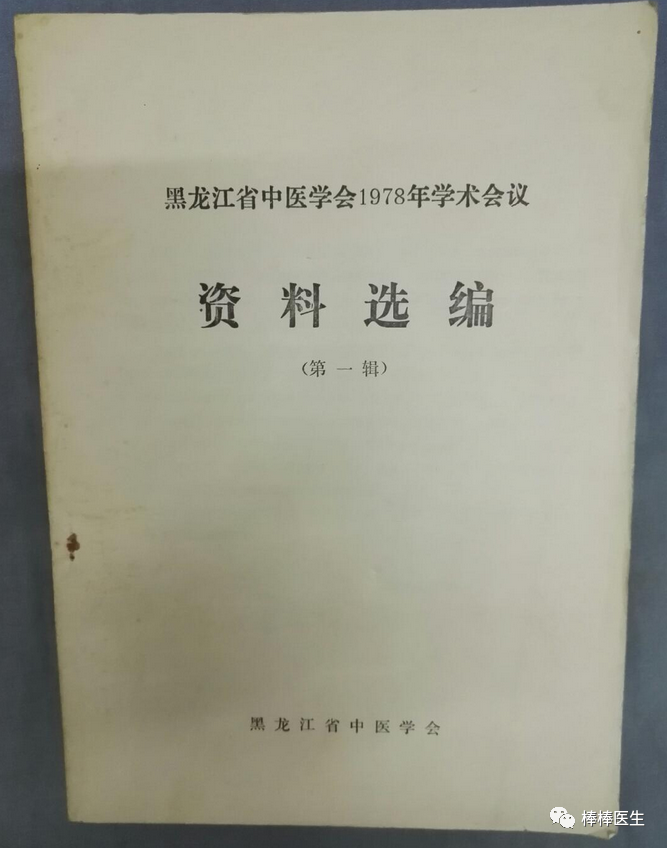 黑龙江省中医学会1978年学术会议
资料选编
（第一辑）
黑龙江省中医学会
棒棒医生